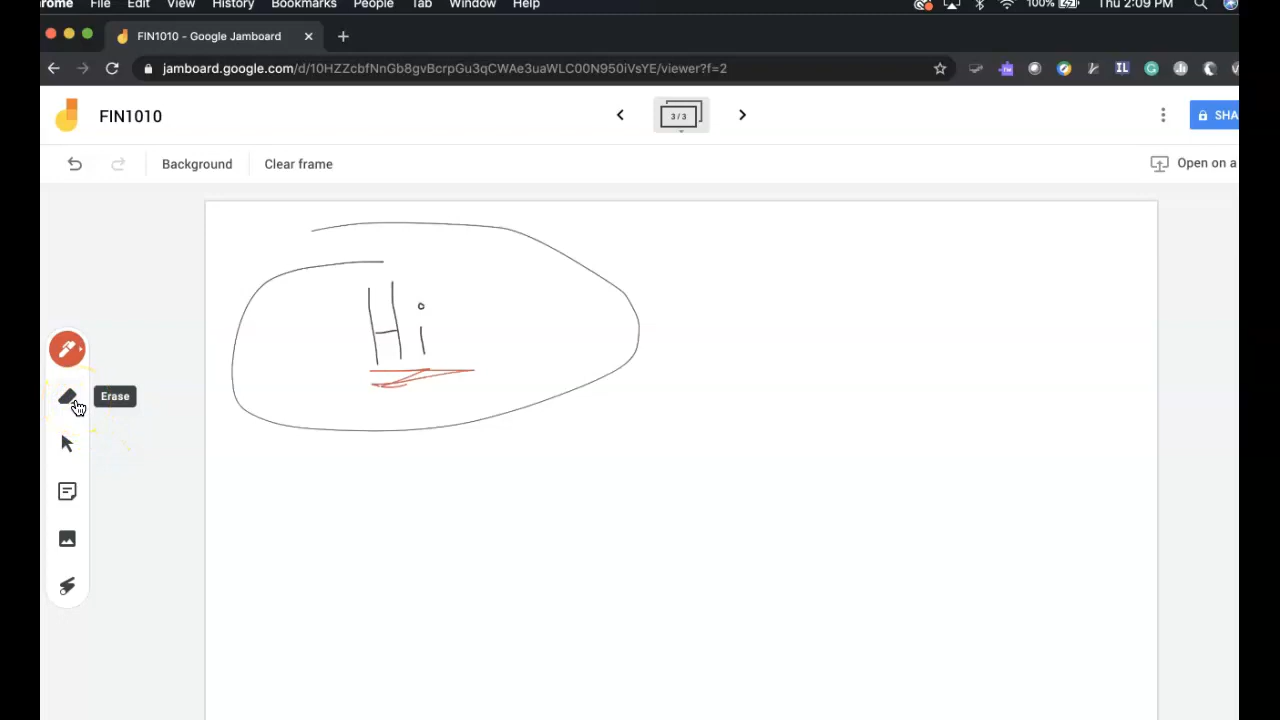 hrome File Edit View History Bookmarks People Tab Window Help 100% Thu 2:09 PM
FIN1010 - Google Jamboard
jamboard.google.com/d/10HZZcbfNnGb8gvBcrpGu3qCWAe3uaWLC00N950iVsYE/viewer?f=2
FIN1010 3 / 3 SHA
Background Clear frame Open on a
Hi
Erase